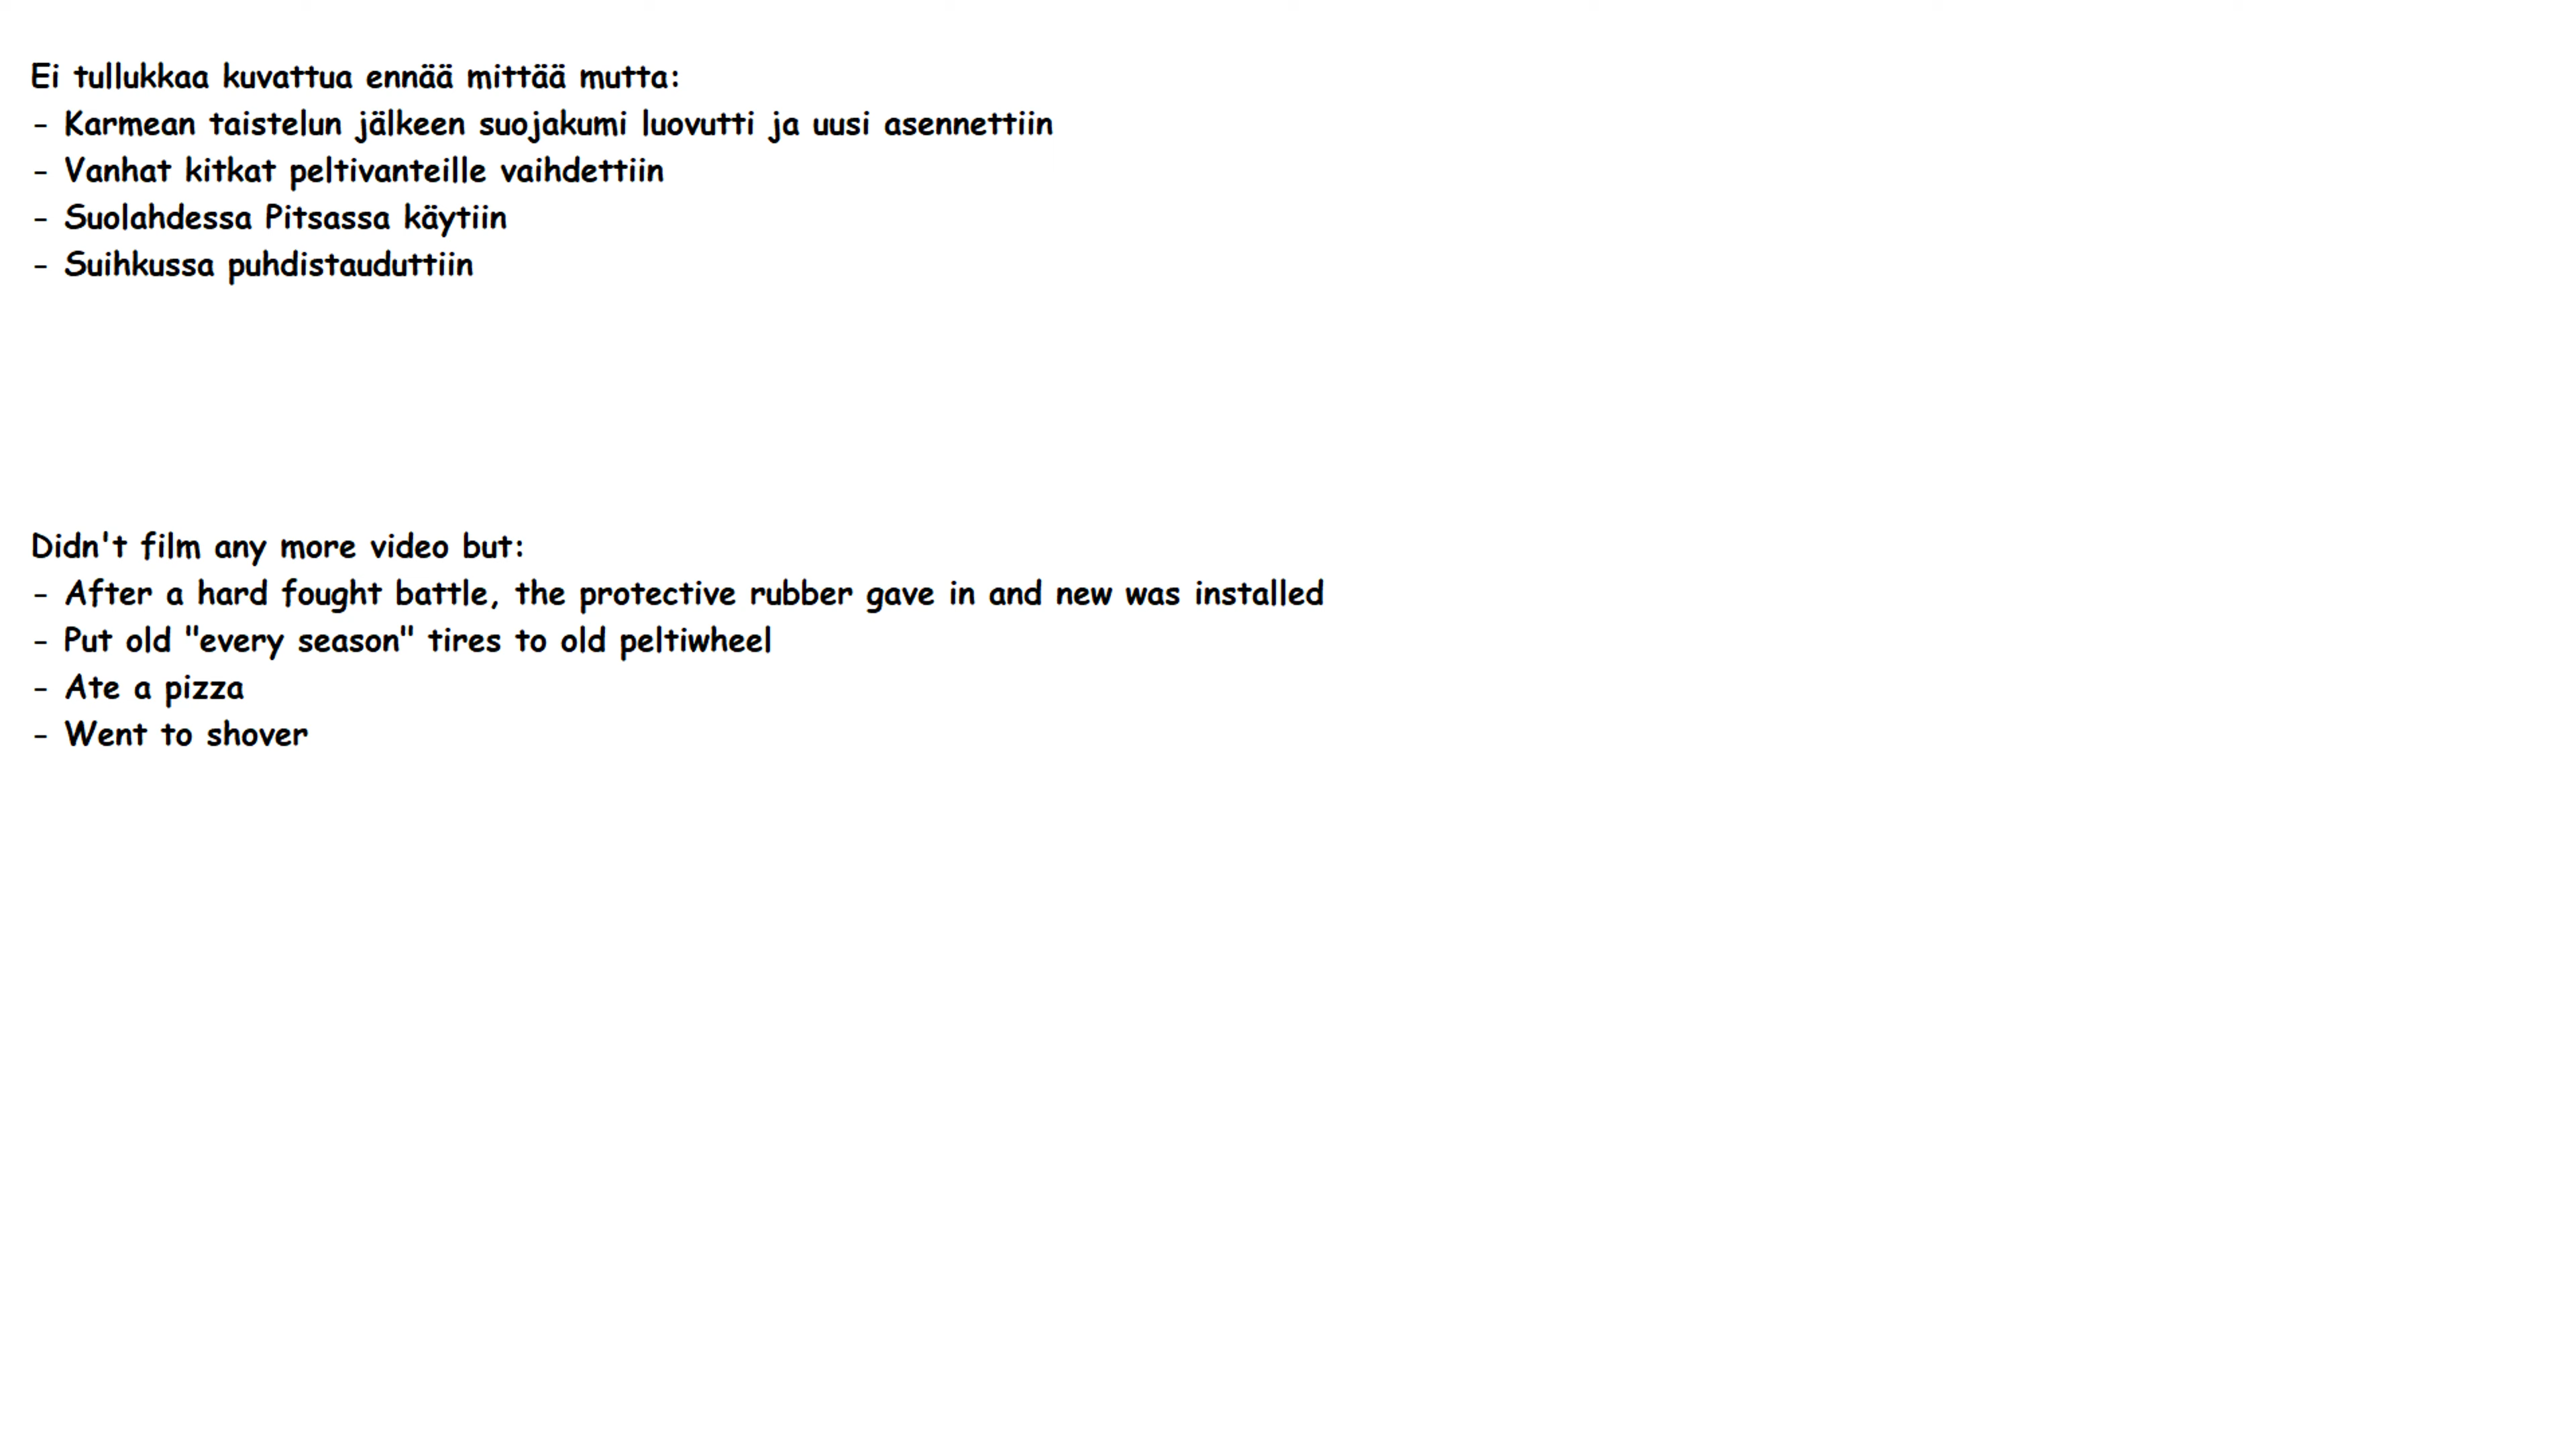 Ei tullukkaa kuvattua ennää mittää mutta:
- Karmean taistelun jälkeen suojakumi luovutti ja uusi asennettiin
- Vanhat kitkat peltivanteille vaihdettiin
- Suolahdessa Pitsassa käytiin
- Suihkussa puhdistauduttiin
Didn't film any more video but:
- After a hard fought battle, the protective rubber gave in and new was installed
- Put old "every season" tires to old peltiwheel
- Ate a pizza
- Went to shover